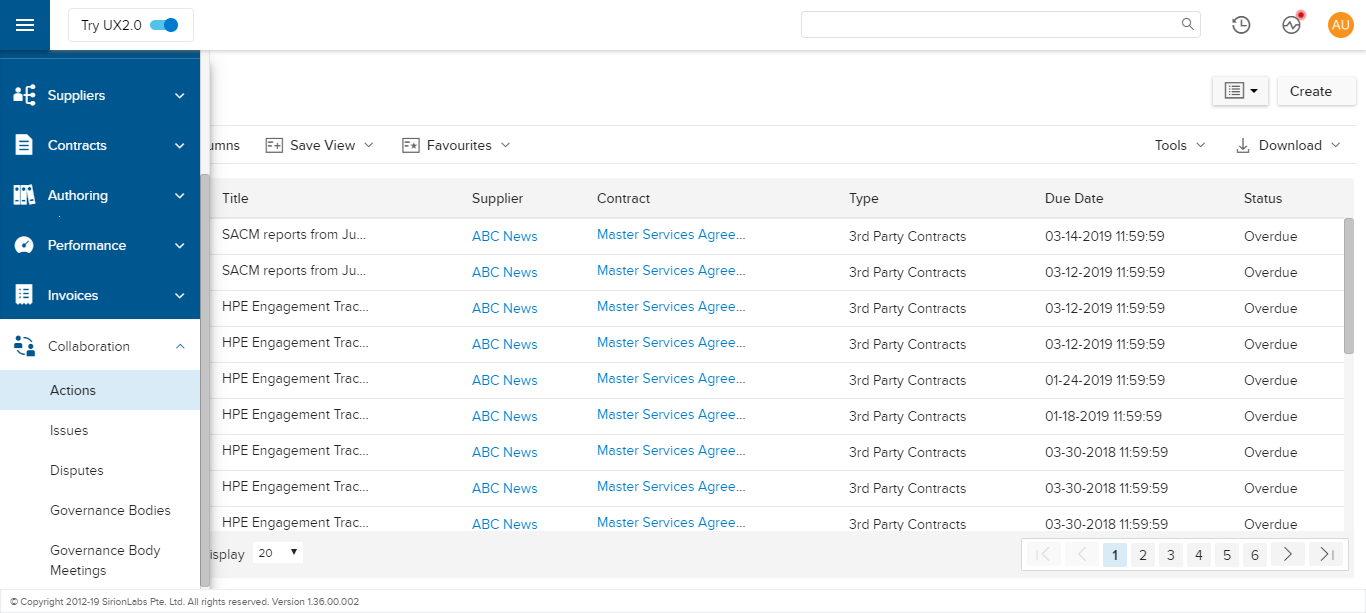 Try UX2.0
AU
Suppliers
Contracts
Authoring
Performance
Invoices
Collaboration
Actions
Issues
Disputes
Governance Bodies
Governance Body
Meetings
Create
umns Save View Favourites Tools Download
Title Supplier Contract Type Due Date Status
SACM reports from Ju... ABC News Master Services Agree... 3rd Party Contracts 03-14-2019 11:59:59 Overdue
SACM reports from Ju... ABC News Master Services Agree... 3rd Party Contracts 03-12-2019 11:59:59 Overdue
HPE Engagement Trac... ABC News Master Services Agree... 3rd Party Contracts 03-12-2019 11:59:59 Overdue
HPE Engagement Trac... ABC News Master Services Agree... 3rd Party Contracts 03-12-2019 11:59:59 Overdue
HPE Engagement Trac... ABC News Master Services Agree... 3rd Party Contracts 01-24-2019 11:59:59 Overdue
HPE Engagement Trac... ABC News Master Services Agree... 3rd Party Contracts 01-18-2019 11:59:59 Overdue
HPE Engagement Trac... ABC News Master Services Agree... 3rd Party Contracts 03-30-2018 11:59:59 Overdue
HPE Engagement Trac... ABC News Master Services Agree... 3rd Party Contracts 03-30-2018 11:59:59 Overdue
HPE Engagement Trac... ABC News Master Services Agree... 3rd Party Contracts 03-30-2018 11:59:59 Overdue
isplay 20 1 2 3 4 5 6
© Copyright 2012-19 SirionLabs Pte. Ltd. All rights reserved. Version 1.36.00.002